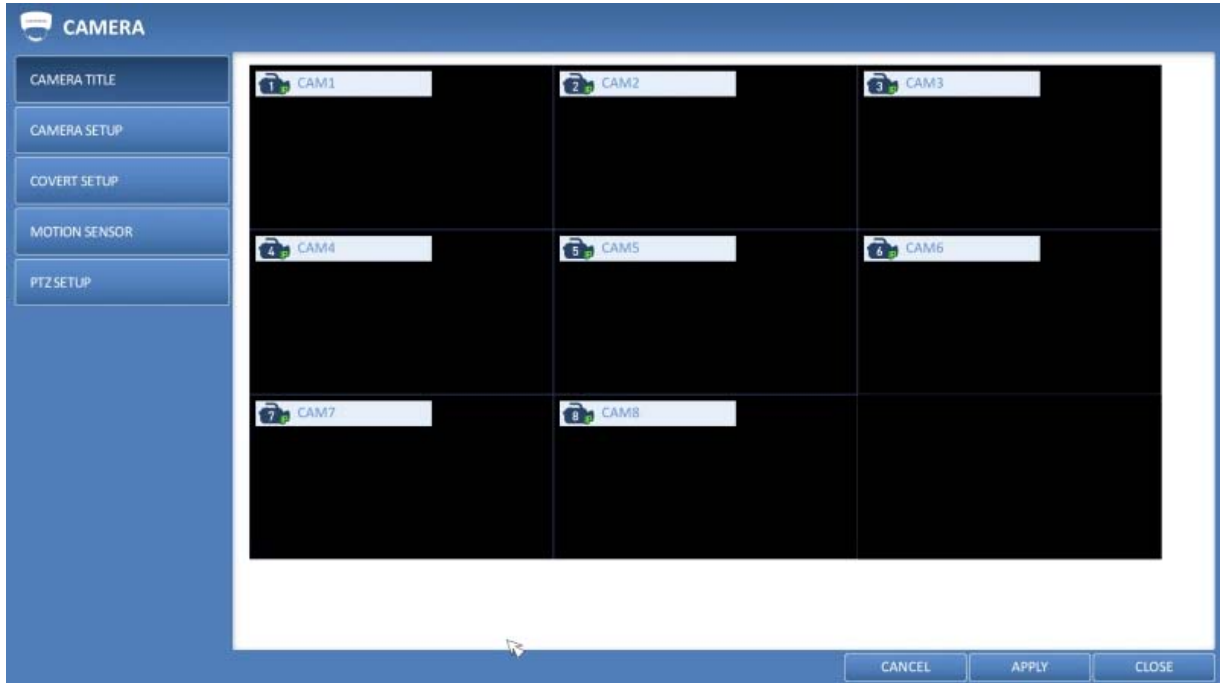 CAMERA
CAMERA TITLE
CAMERA SETUP
COVERT SETUP
MOTION SENSOR
PTZ SETUP
1 CAM1
2 CAM2
3 CAM3
4 CAM4
5 CAM5
6 CAM6
7 CAM7
8 CAM8
CANCEL
APPLY
CLOSE